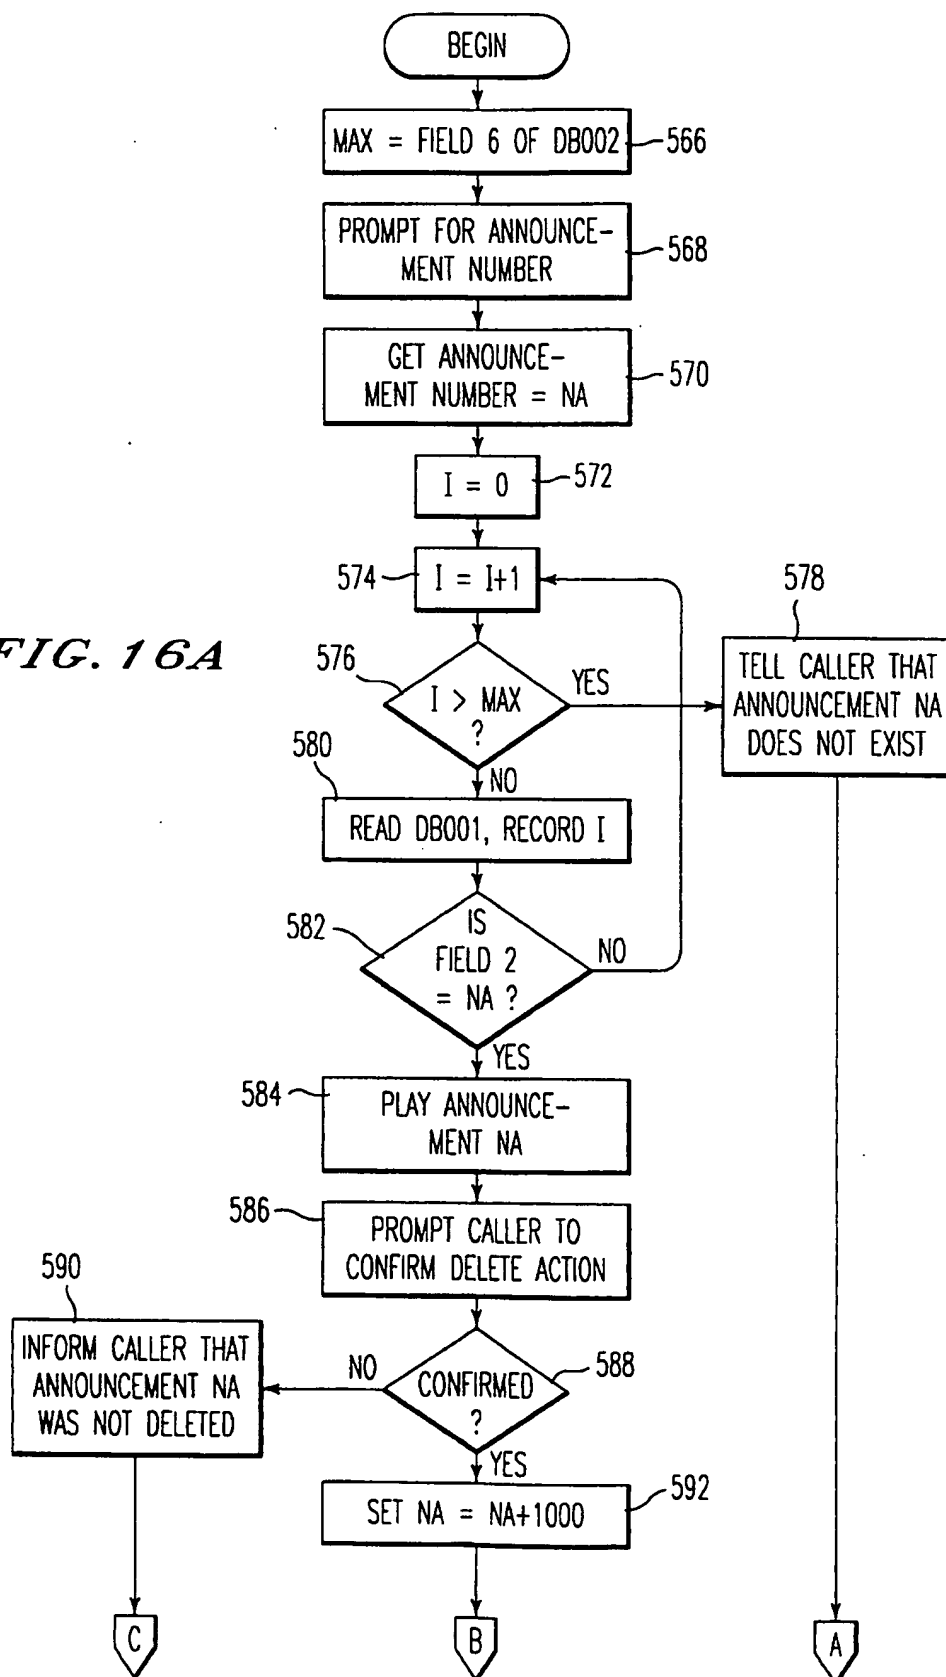 BEGIN
MAX = FIELD 6 OF DB002
566
PROMPT FOR ANNOUNCE-
MENT NUMBER
568
GET ANNOUNCE-
MENT NUMBER = NA
570
I = 0
572
574
I = I+1
578
FIG. 16A
576
I > MAX
?
YES
TELL CALLER THAT
ANNOUNCEMENT NA
DOES NOT EXIST
580
NO
READ DB001, RECORD I
582
IS
FIELD 2
= NA ?
NO
YES
584
PLAY ANNOUNCE-
MENT NA
586
PROMPT CALLER TO
CONFIRM DELETE ACTION
590
INFORM CALLER THAT
ANNOUNCEMENT NA
WAS NOT DELETED
NO
CONFIRMED
?
588
YES
SET NA = NA+1000
592
C
B
A